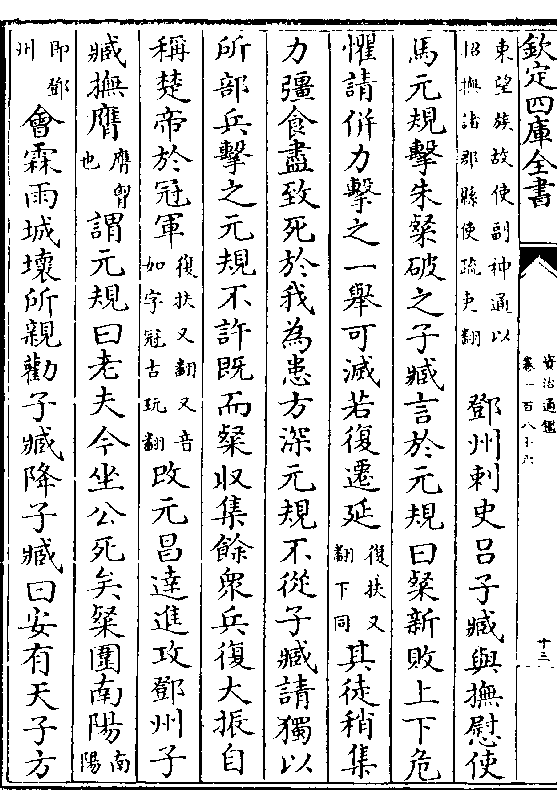 欽定四庫全書
資治通鑑
卷一百八十六
十三
東望族故使副神通以
招撫諸郡縣使疏吏翻
鄧州刺史呂子臧與撫慰使
馬元規擊朱粲破之子臧言於元規曰粲新敗上下危
懼請併力擊之一舉可滅若復遷延
復扶又
翻下同
其徒稍集
力彊食盡致死於我為患方深元規不從子臧請獨以
所部兵擊之元規不許既而粲收集餘衆兵復大振自
稱楚帝於冠軍
復扶又翻又音
如字冠古玩翻
改元昌達進攻鄧州子
臧撫膺
膺胷
也
謂元規曰老夫今坐公死矣粲圍南陽
南
陽
即鄧
州
會霖雨城壞所親勸子臧降子臧曰安有天子方